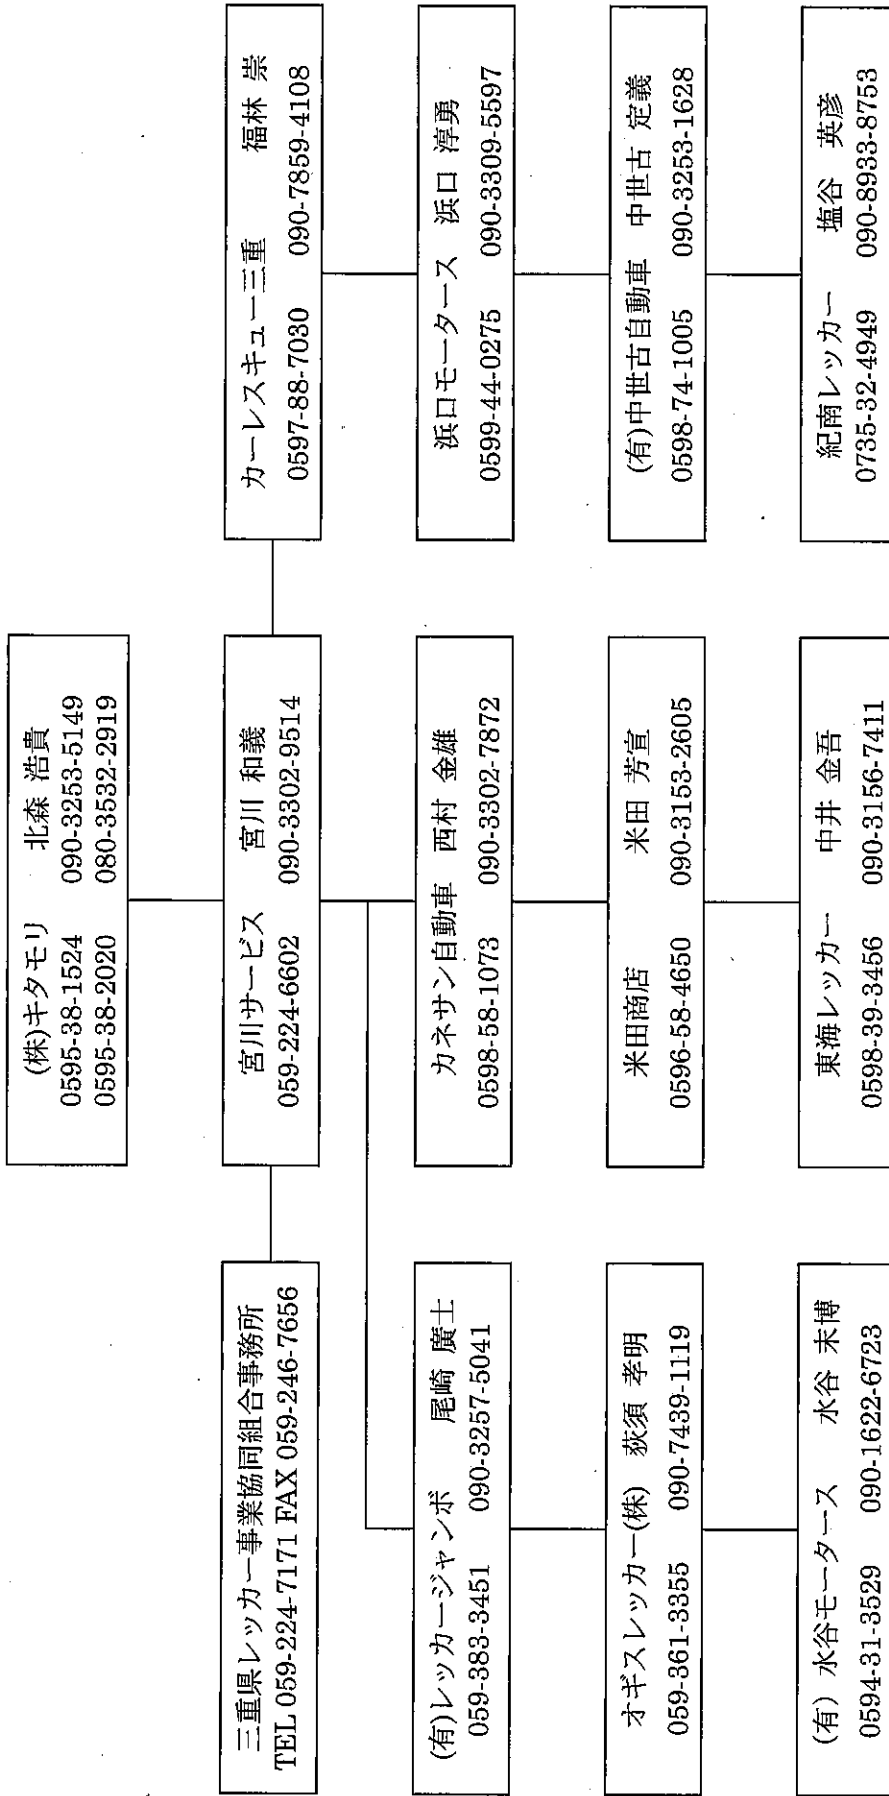 (株)キタモリ 北森 浩貴
0595-38-1524 090-3253-5149
0595-38-2020 080-3532-2919
三重県レッカー事業協同組合事務所
TEL 059-224-7171 FAX 059-246-7656
宮川サービス 宮川 和義
059-224-6602 090-3302-9514
カーレスキュー三重 福林 崇
0597-88-7030 090-7859-4108
(有)レッカージャンボ 尾崎 廣士
059-383-3451 090-3257-5041
カネサン自動車 西村 金雄
0598-58-1073 090-3302-7872
浜口モータース 浜口 淳勇
0599-44-0275 090-3309-5597
オギスレッカー(株) 荻須 孝明
059-361-3355 090-7439-1119
米田商店 米田 芳宣
0596-58-4650 090-3153-2605
(有)中世古自動車 中世古 定義
0598-74-1005 090-3253-1628
(有) 水谷モータース 水谷 末博
0594-31-3529 090-1622-6723
東海レッカー 中井 金吾
0598-39-3456 090-3156-7411
紀南レッカー 塩谷 英彦
0735-32-4949 090-8933-8753